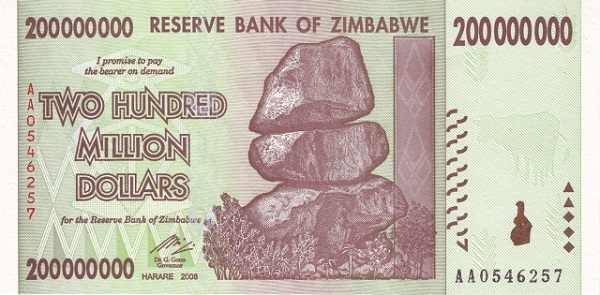 200000000
RESERVE BANK OF ZIMBABWE
200000000
I promise to pay
the bearer on demand
AA0546257
TWO HUNDRED
MILLION
DOLLARS
for the Reserve Bank of Zimbabwe
Dr. G. Gono
Governor
200000000
HARARE 2008
AA0546257